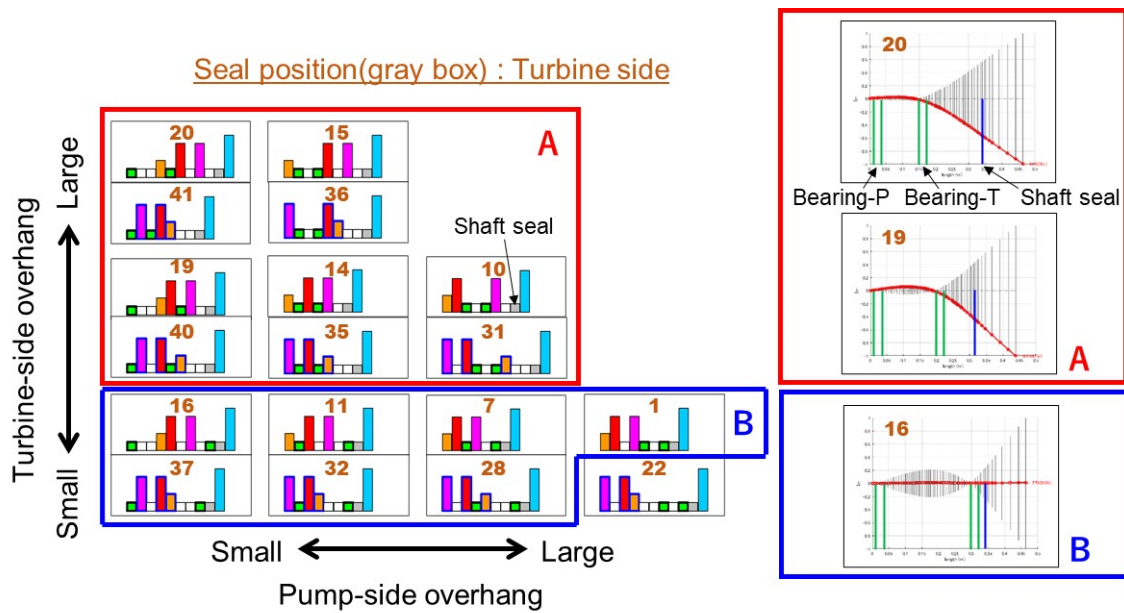 Seal position(gray box) : Turbine side
Turbine-side overhang
Large
Small
20
15
A
41
36
Shaft seal
19
14
10
40
35
31
16
11
7
1
B
37
32
28
22
Small
Large
Pump-side overhang
20
Bearing-P
Bearing-T
Shaft seal
19
A
16
B